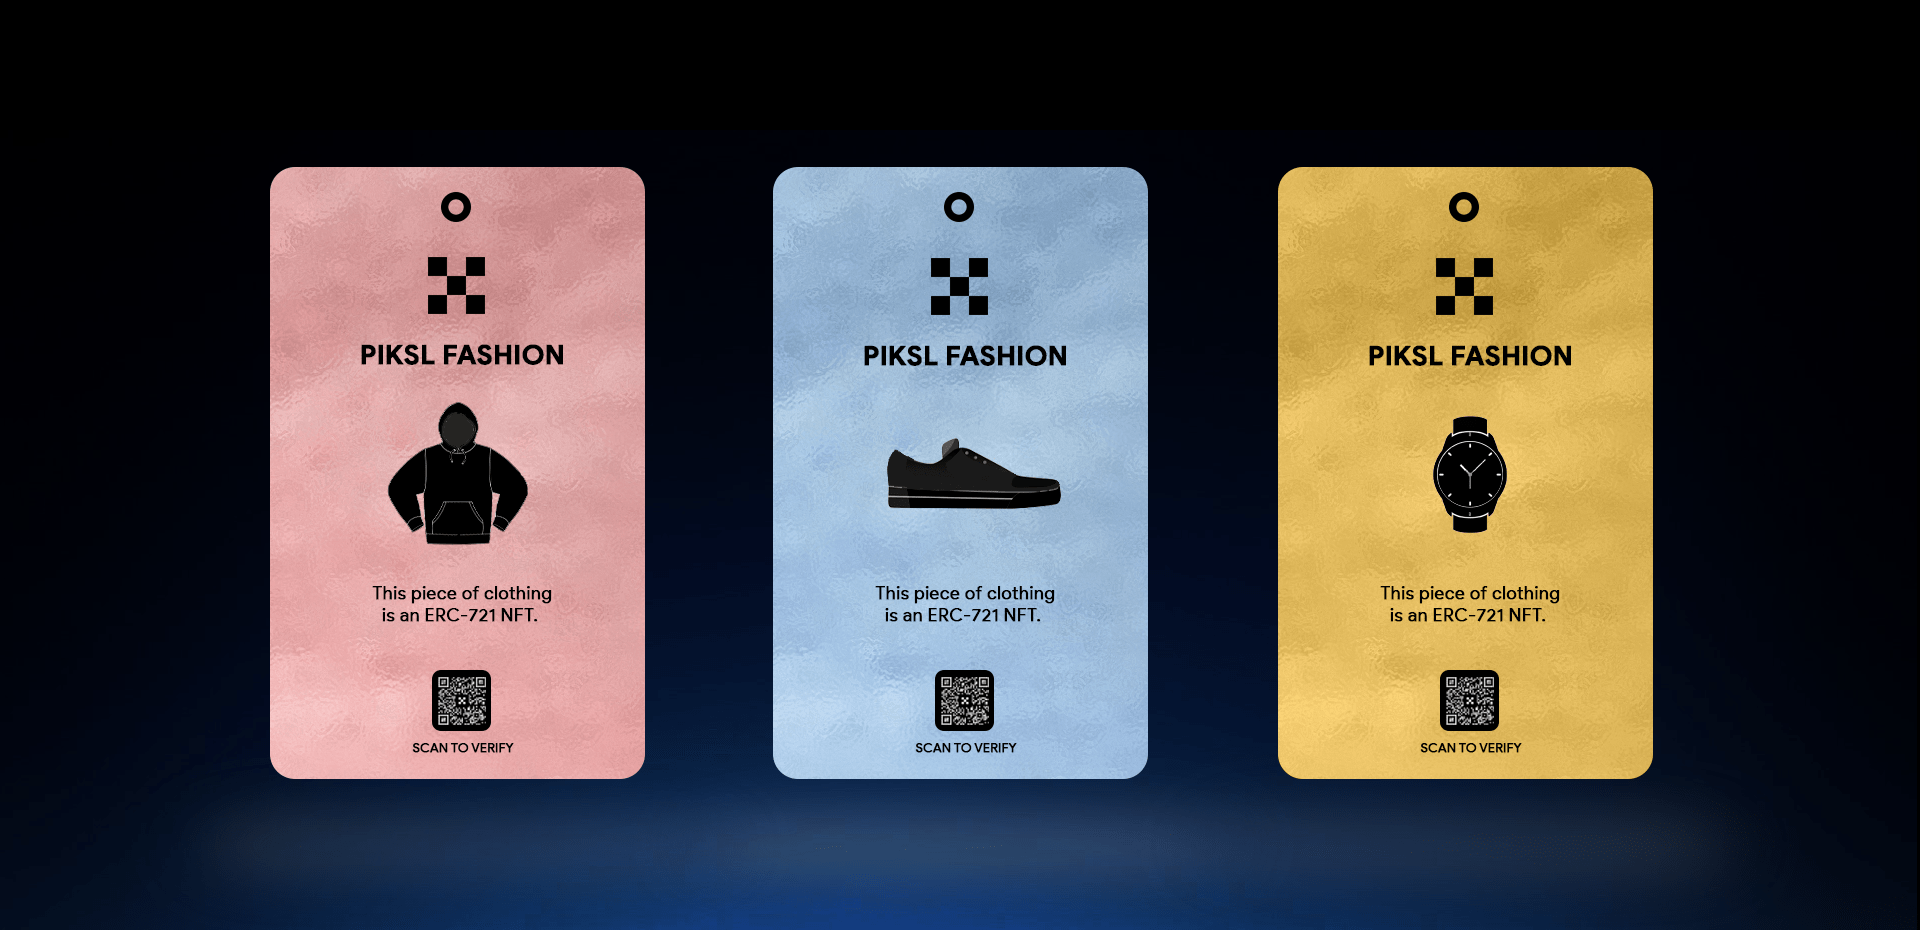 PIKSL FASHION
This piece of clothing
is an ERC-721 NFT.
SCAN TO VERIFY
PIKSL FASHION
This piece of clothing
is an ERC-721 NFT.
SCAN TO VERIFY
PIKSL FASHION
This piece of clothing
is an ERC-721 NFT.
SCAN TO VERIFY